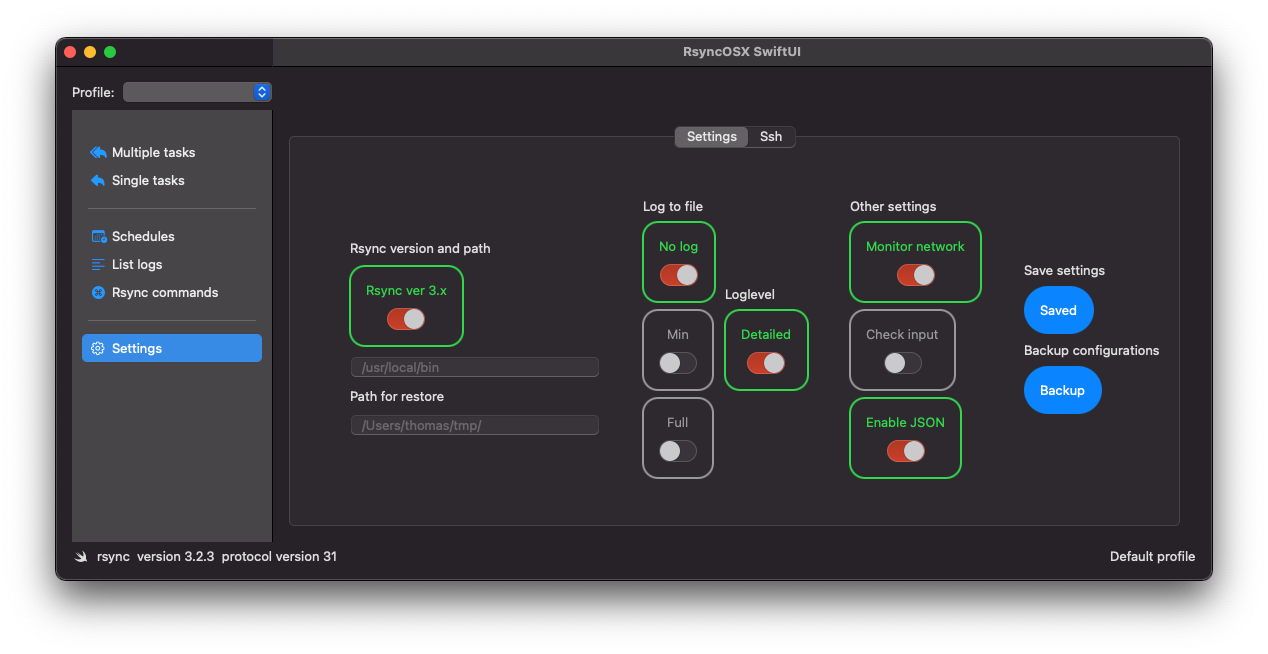 RsyncOSX SwiftUI
Profile:
Multiple tasks
Single tasks
Schedules
List logs
Rsync commands
Settings
Settings Ssh
Rsync version and path
Rsync ver 3.x
/usr/local/bin
Path for restore
/Users/thomas/tmp/
Log to file
No log
Min
Full
Loglevel
Detailed
Other settings
Monitor network
Check input
Enable JSON
Save settings
Saved
Backup configurations
Backup
rsync version 3.2.3 protocol version 31
Default profile